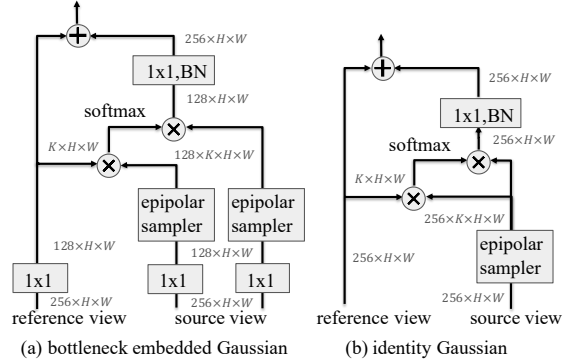 256×H×W
256×H×W
1x1,BN
128×H×W
softmax
K×H×W
128×K×H×W
epipolar
sampler
epipolar
sampler
128×H×W
128×H×W
1x1
1x1
1x1
256×H×W
256×H×W
reference view
source view
(a) bottleneck embedded Gaussian
256×H×W
1x1,BN
softmax
256×H×W
K×H×W
256×K×H×W
epipolar
sampler
256×H×W
256×H×W
reference view
source view
(b) identity Gaussian